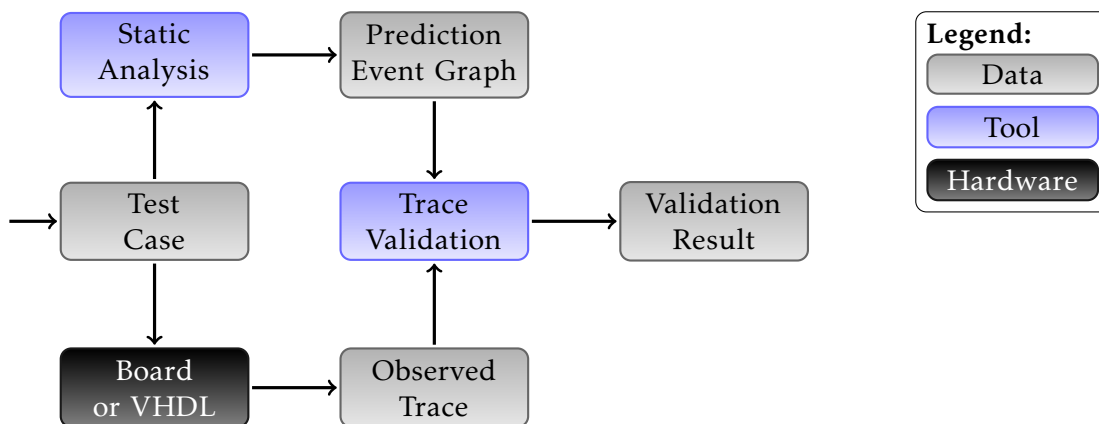 Static
Analysis
Prediction
Event Graph
Legend:
Data
Tool
Hardware
Test
Case
Trace
Validation
Validation
Result
Board
or VHDL
Observed
Trace